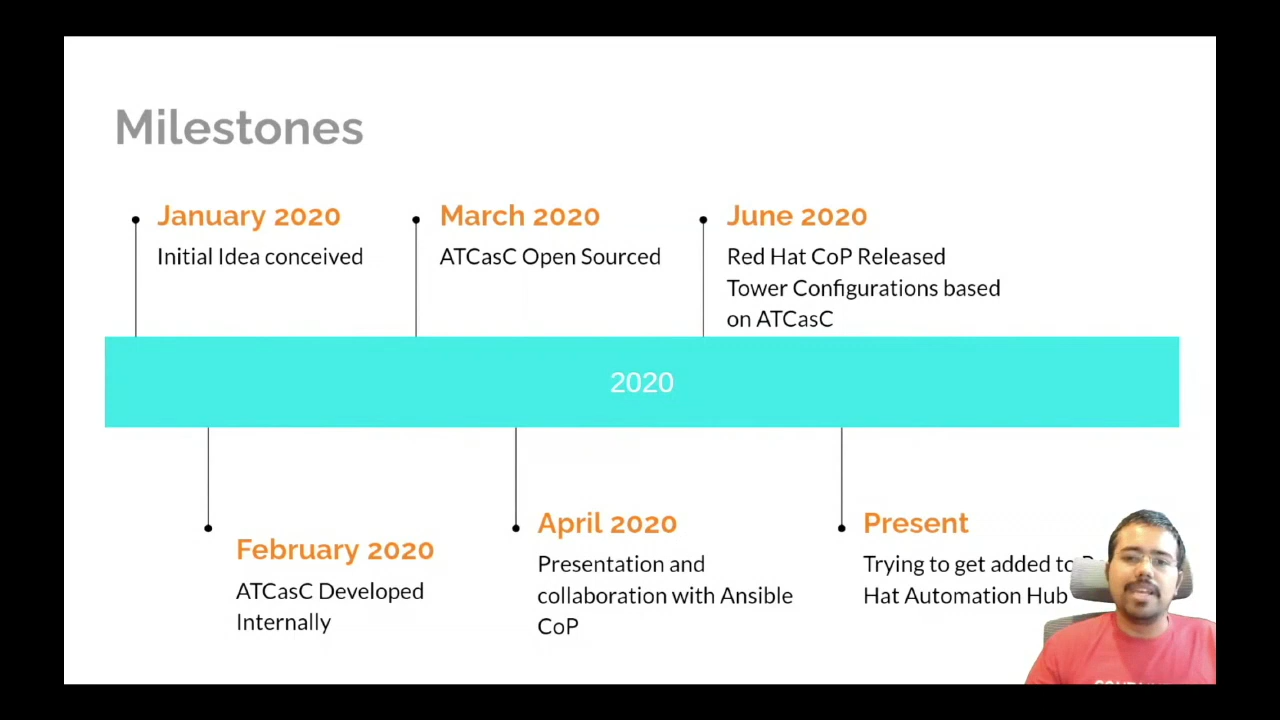 Milestones
January 2020
Initial Idea conceived
March 2020
ATCasC Open Sourced
June 2020
Red Hat CoP Released
Tower Configurations based
on ATCasC
2020
February 2020
ATCasC Developed
Internally
April 2020
Presentation and
collaboration with Ansible
CoP
Present
Trying to get added to
Hat Automation Hub